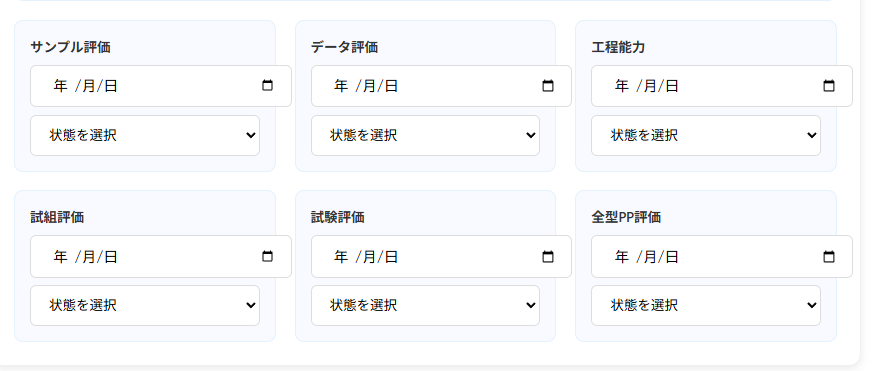 サンプル評価 データ評価 工程能力
年 /月/日 年 /月/日 年 /月/日
状態を選択 状態を選択 状態を選択
試組評価 試験評価 全型PP評価
年 /月/日 年 /月/日 年 /月/日
状態を選択 状態を選択 状態を選択